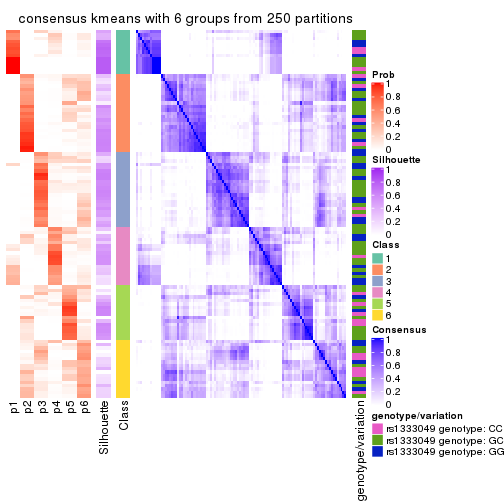 consensus kmeans with 6 groups from 250 partitions
Prob
1
0.8
0.6
0.4
0.2
0
Silhouette
1
0.8
0.6
0.4
0.2
0
Class
1
2
3
4
5
6
Consensus
1
0.8
0.6
0.4
0.2
0
genotype/variation
rs1333049 genotype: CC
rs1333049 genotype: GC
rs1333049 genotype: GG
p1
p2
p3
p4
p5
p6
Silhouette
Class
genotype/variation